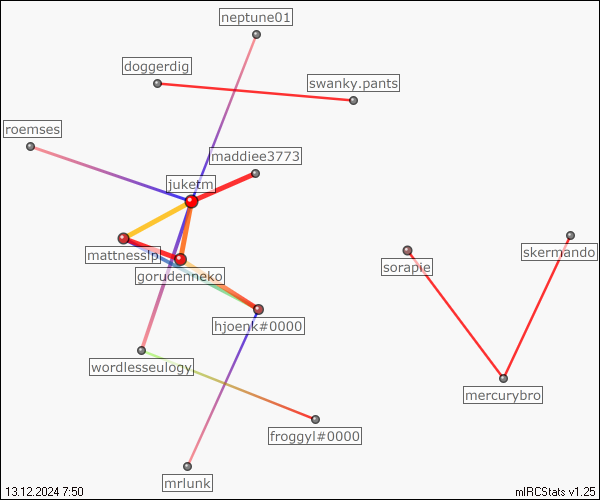 neptune01
doggerdig
swanky.pants
roemses
maddiee3773
juketm
mattnesslpl
gorudenneko
sorapie
skermando
hjoenk#0000
wordlesseulogy
mercurybro
froggyl#0000
mrlunk
13.12.2024 7:50
mIRCStats v1.25